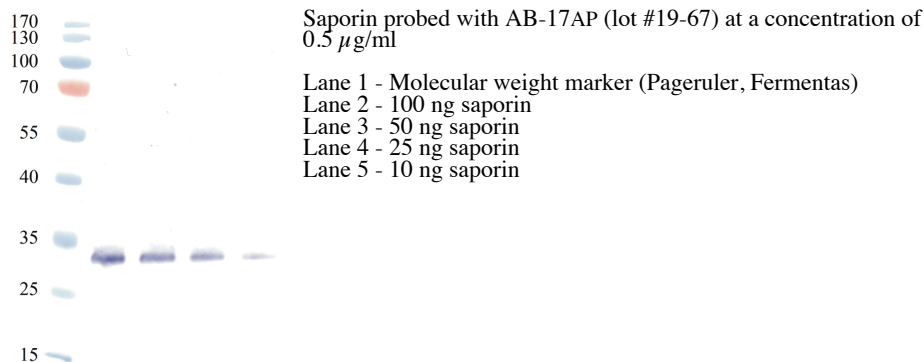 170
130
100
70
55
40
35
25
15
Saporin probed with AB-17AP (lot #19-67) at a concentration of
0.5 µg/ml
Lane 1 - Molecular weight marker (Pageruler, Fermentas)
Lane 2 - 100 ng saporin
Lane 3 - 50 ng saporin
Lane 4 - 25 ng saporin
Lane 5 - 10 ng saporin